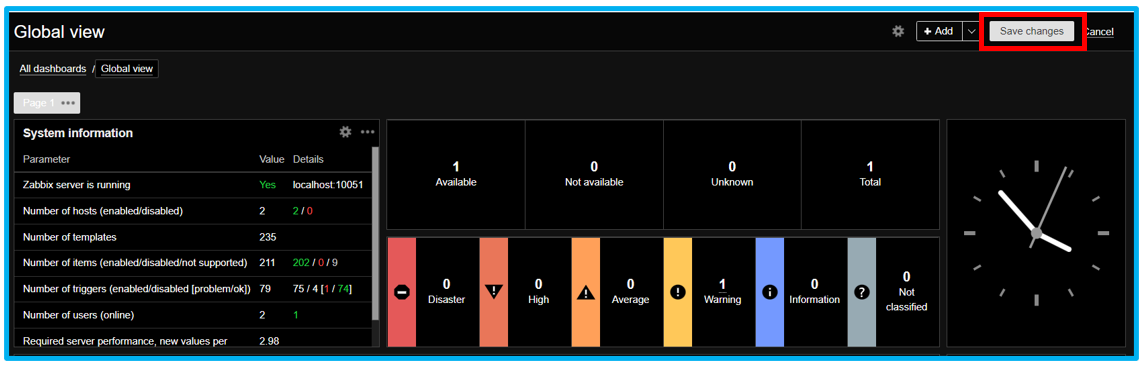 Global view
+ Add
Save changes
Cancel
All dashboards / Global view
Page 1 •••
System information
Parameter Value Details
Zabbix server is running Yes localhost:10051
Number of hosts (enabled/disabled) 2 2 / 0
Number of templates 235
Number of items (enabled/disabled/not supported) 211 202 / 0 / 9
Number of triggers (enabled/disabled [problem/ok]) 79 75 / 4 [1 / 74]
Number of users (online) 2 1
Required server performance, new values per 2.98
1
Available
0
Not available
0
Unknown
1
Total
0
Disaster
0
High
0
Average
1
Warning
0
Information
0
Not
classified